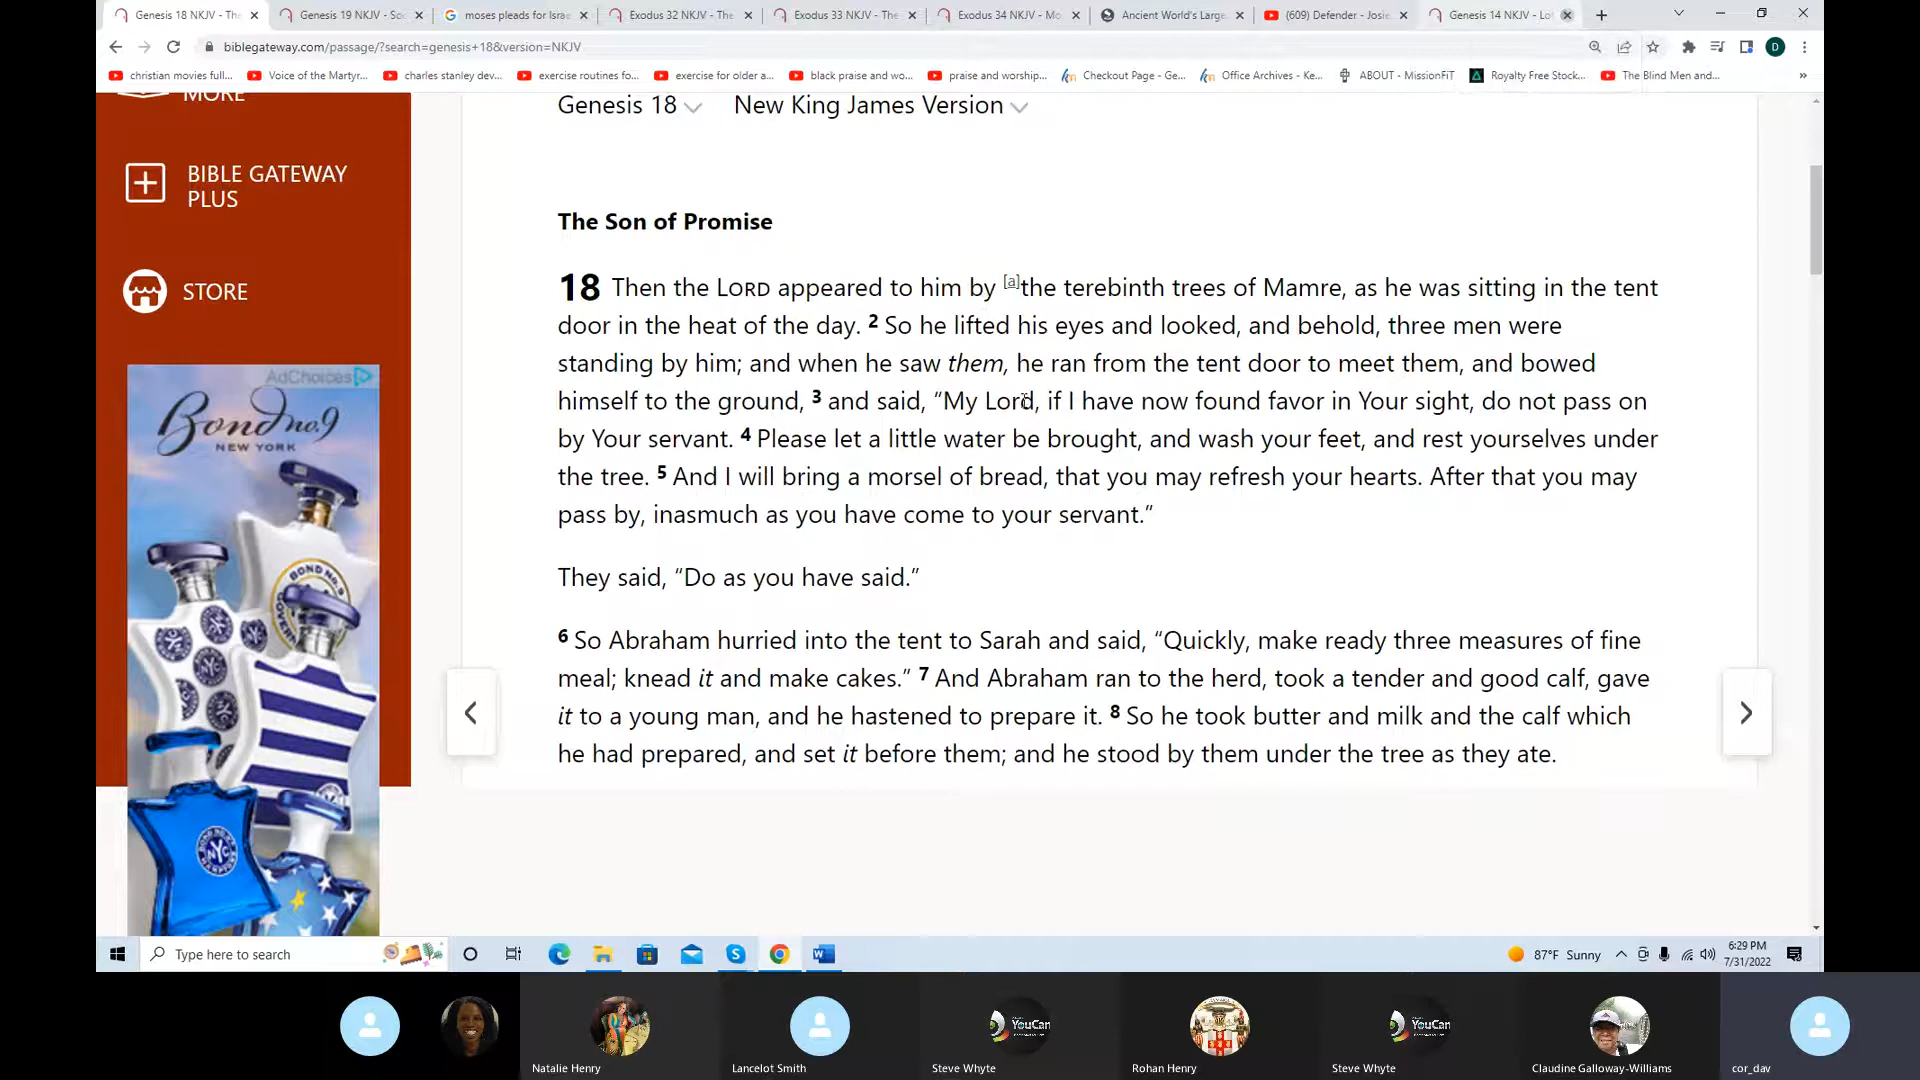 Genesis 18 NKJV - The
Genesis 19 NKJV - So
moses pleads for Israe
Exodus 32 NKJV - The
Exodus 33 NKJV - The
Exodus 34 NKJV - Mo
Ancient World's Large
(609) Defender - Josie
Genesis 14 NKJV - Lo
biblegateway.com/passage/?search=genesis+18&version=NKJV
D
christian movies full...
Voice of the Martyr...
charles stanley dev...
exercise routines fo...
exercise for older a...
black praise and wo...
praise and worship...
Checkout Page - Ge...
Office Archives - Ke...
ABOUT - MissionFiT
Royalty Free Stock...
The Blind Men and...
»
MORE
BIBLE GATEWAY
PLUS
STORE
AdChoices
Bond no.9
NEW YORK
Genesis 18
New King James Version
The Son of Promise
18 Then the LORD appeared to him by [a]the terebinth trees of Mamre, as he was sitting in the tent
door in the heat of the day. 2 So he lifted his eyes and looked, and behold, three men were
standing by him; and when he saw them, he ran from the tent door to meet them, and bowed
himself to the ground, 3 and said, “My Lord, if I have now found favor in Your sight, do not pass on
by Your servant. 4 Please let a little water be brought, and wash your feet, and rest yourselves under
the tree. 5 And I will bring a morsel of bread, that you may refresh your hearts. After that you may
pass by, inasmuch as you have come to your servant.”
They said, “Do as you have said.”
6 So Abraham hurried into the tent to Sarah and said, “Quickly, make ready three measures of fine
meal; knead it and make cakes.” 7 And Abraham ran to the herd, took a tender and good calf, gave
it to a young man, and he hastened to prepare it. 8 So he took butter and milk and the calf which
he had prepared, and set it before them; and he stood by them under the tree as they ate.
Type here to search
87°F Sunny
6:29 PM
7/31/2022
YouCan
YouCan
Natalie Henry
Lancelot Smith
Steve Whyte
Rohan Henry
Steve Whyte
Claudine Galloway-Williams
cor_dav